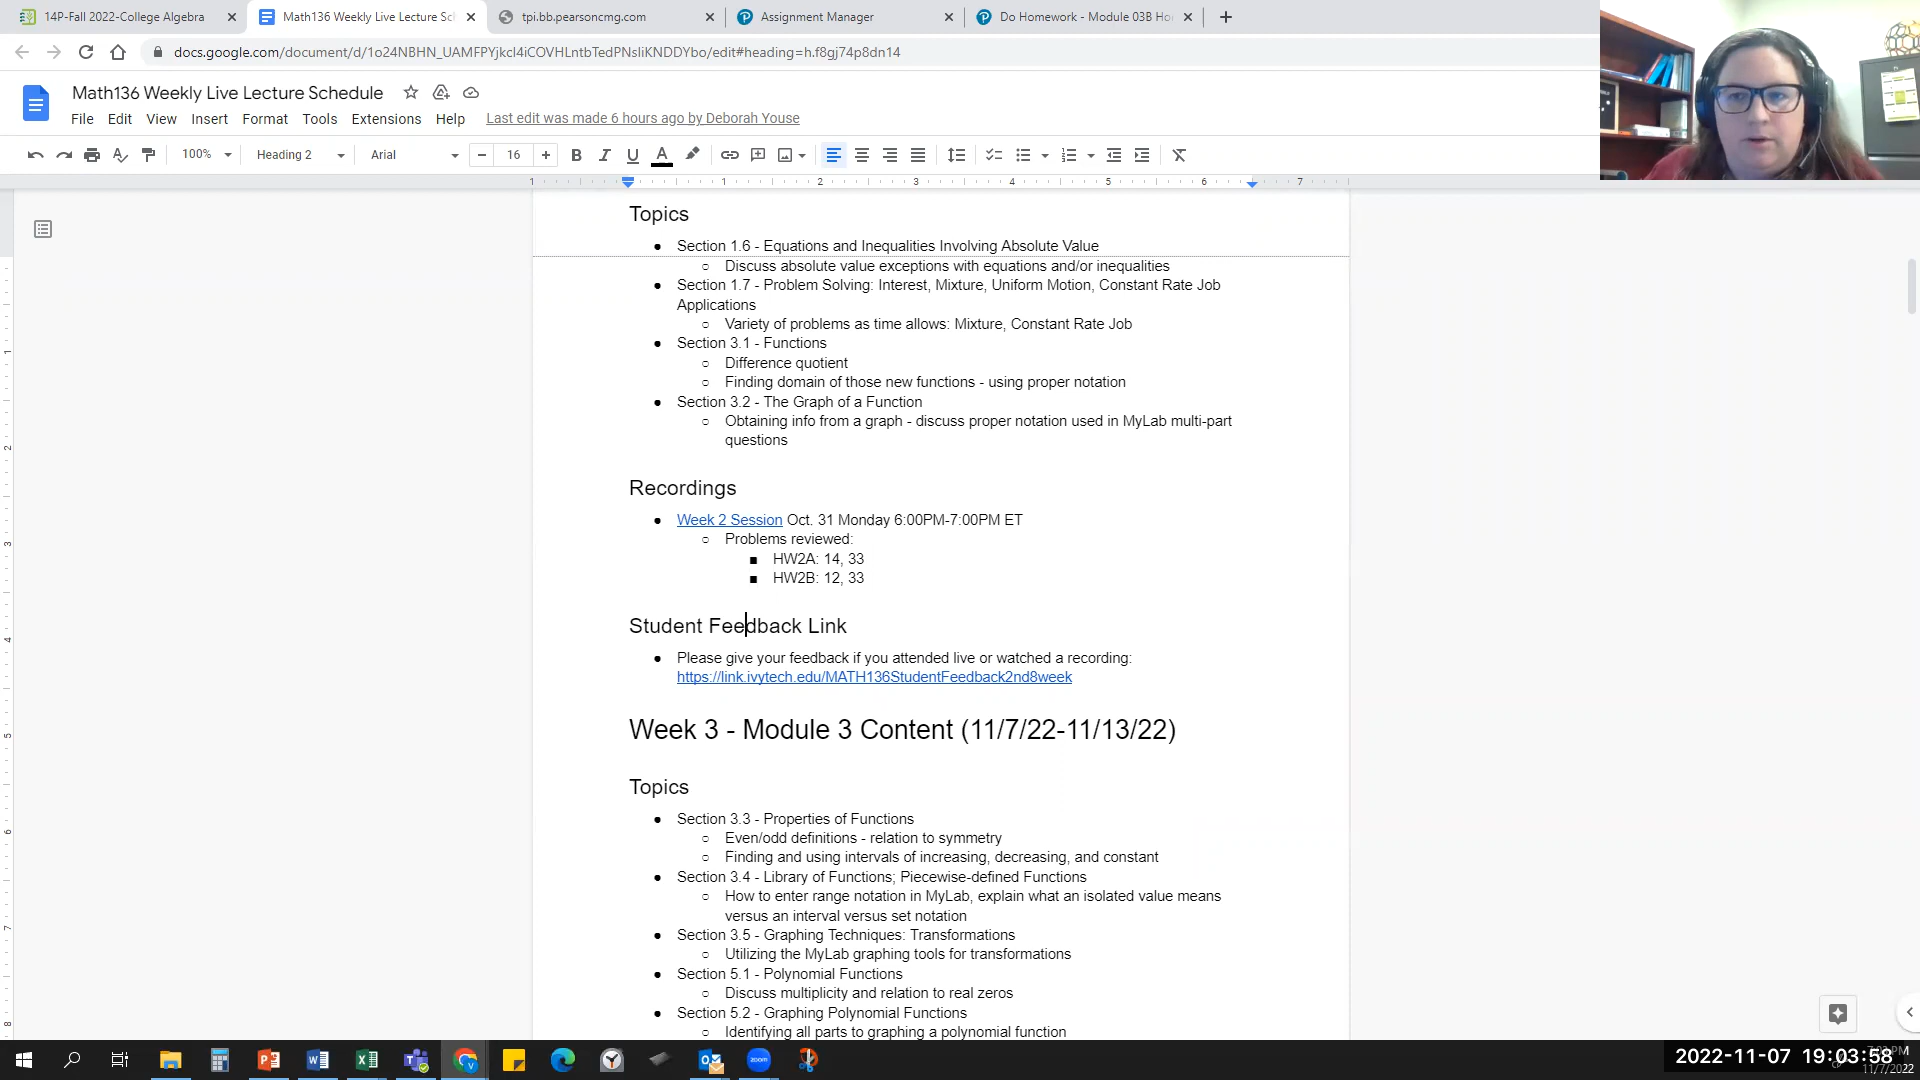 14P-Fall 2022-College Algebra
Math136 Weekly Live Lecture Sc
tpi.bb.pearsoncmg.com
Assignment Manager
Do Homework - Module 03B Ho
docs.google.com/document/d/1o24NBHN_UAMFPYjkcl4iCOVHLntbTedPNsliKNDDYbo/edit#heading=h.f8gj74p8dn14
Math136 Weekly Live Lecture Schedule
File Edit View Insert Format Tools Extensions Help Last edit was made 6 hours ago by Deborah Youse
100% Heading 2 Arial 16
1 1 2 3 4 5 6 7
Topics
● Section 1.6 - Equations and Inequalities Involving Absolute Value
○ Discuss absolute value exceptions with equations and/or inequalities
● Section 1.7 - Problem Solving: Interest, Mixture, Uniform Motion, Constant Rate Job
Applications
○ Variety of problems as time allows: Mixture, Constant Rate Job
● Section 3.1 - Functions
○ Difference quotient
○ Finding domain of those new functions - using proper notation
● Section 3.2 - The Graph of a Function
○ Obtaining info from a graph - discuss proper notation used in MyLab multi-part
questions
Recordings
● Week 2 Session Oct. 31 Monday 6:00PM-7:00PM ET
○ Problems reviewed:
■ HW2A: 14, 33
■ HW2B: 12, 33
Student Feedback Link
● Please give your feedback if you attended live or watched a recording:
https://link.ivytech.edu/MATH136StudentFeedback2nd8week
Week 3 - Module 3 Content (11/7/22-11/13/22)
Topics
● Section 3.3 - Properties of Functions
○ Even/odd definitions - relation to symmetry
○ Finding and using intervals of increasing, decreasing, and constant
● Section 3.4 - Library of Functions; Piecewise-defined Functions
○ How to enter range notation in MyLab, explain what an isolated value means
versus an interval versus set notation
● Section 3.5 - Graphing Techniques: Transformations
○ Utilizing the MyLab graphing tools for transformations
● Section 5.1 - Polynomial Functions
○ Discuss multiplicity and relation to real zeros
● Section 5.2 - Graphing Polynomial Functions
○ Identifying all parts to graphing a polynomial function
2022-11-07 19:03:58
11/7/2022